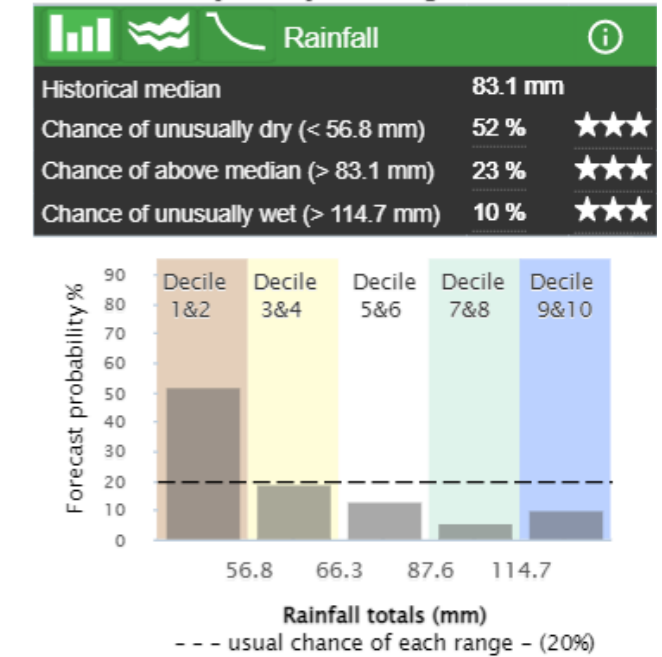 Rainfall
Historical median 83.1 mm
Chance of unusually dry (< 56.8 mm) 52 % ★★★
Chance of above median (> 83.1 mm) 23 % ★★★
Chance of unusually wet (> 114.7 mm) 10 % ★★★
Forecast probability%
90
80
70
60
50
40
30
20
10
0
Decile 1&2
Decile 3&4
Decile 5&6
Decile 7&8
Decile 9&10
56.8 66.3 87.6 114.7
Rainfall totals (mm)
- - - usual chance of each range – (20%)